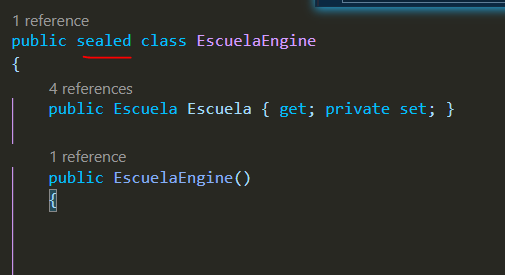 1 reference
public sealed class EscuelaEngine
{
4 references
public Escuela Escuela { get; private set; }
1 reference
public EscuelaEngine()
{